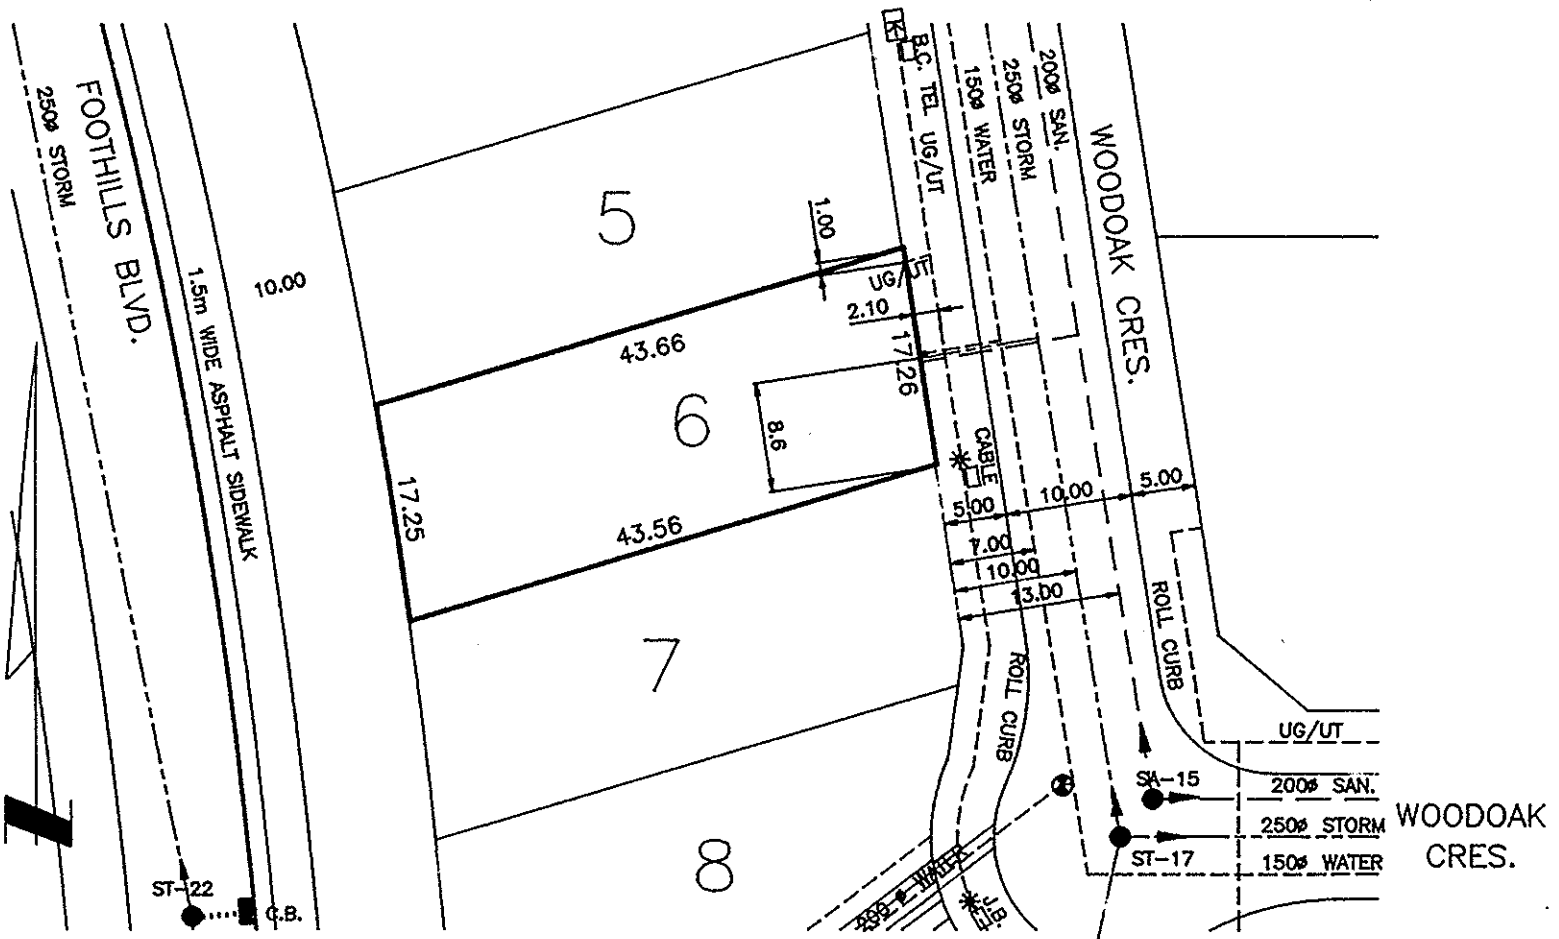 FOOTHILLS BLVD.
250ø STORM
1.5m WIDE ASPHALT SIDEWALK
10.00
5
1.00
B.C. TEL UG/UT
150ø WATER
250ø STORM
200ø SAN.
WOODOAK CRES.
UG/UT
2.10
43.66
17.26
6
8.6
CABLE
17.25
43.56
5.00
10.00
5.00
7.00
10.00
13.00
7
ROLL CURB
ROLL CURB
UG/UT
SA-15
200ø SAN.
250ø STORM
WOODOAK
CRES.
ST-17
150ø WATER
8
200 ø WATER
J.B.
ST-22
C.B.